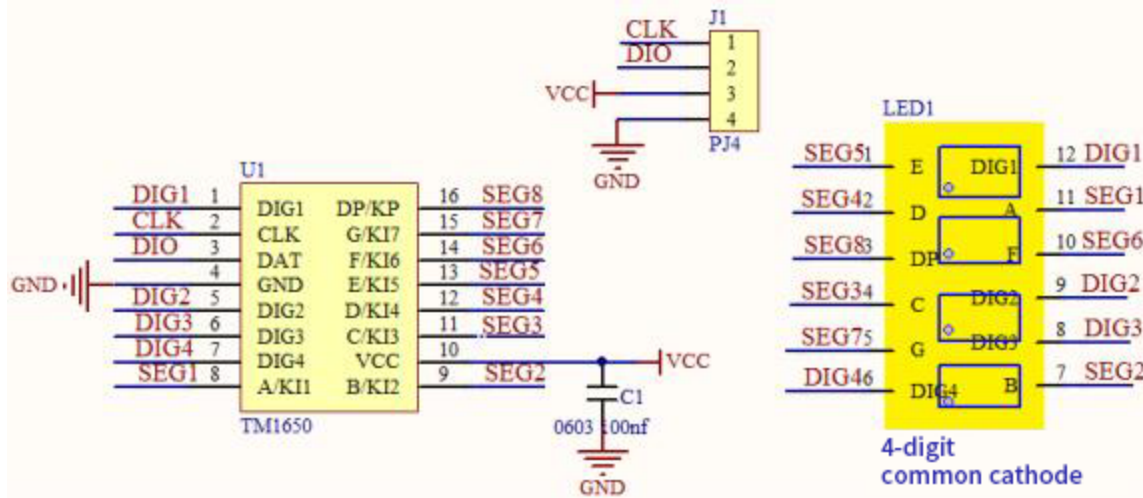 J1
CLK 1
DIO 2
VCC 3
4
PJ4
GND
U1
DIG1 1 DIG1 DP/KP 16 SEG8
CLK 2 CLK G/KI7 15 SEG7
DIO 3 DAT F/KI6 14 SEG6
GND 4 GND E/KI5 13 SEG5
DIG2 5 DIG2 D/KI4 12 SEG4
DIG3 6 DIG3 C/KI3 11 SEG3
DIG4 7 DIG4 VCC 10 VCC
SEG1 8 A/KI1 B/KI2 9 SEG2
TM1650
C1
0603 100nf
GND
LED1
SEG5 1 E DIG1 12 DIG1
SEG4 2 D A 11 SEG1
SEG8 3 DP F 10 SEG6
SEG3 4 C DIG2 9 DIG2
SEG7 5 G DIG3 8 DIG3
DIG4 6 DIG4 B 7 SEG2
4-digit
common cathode